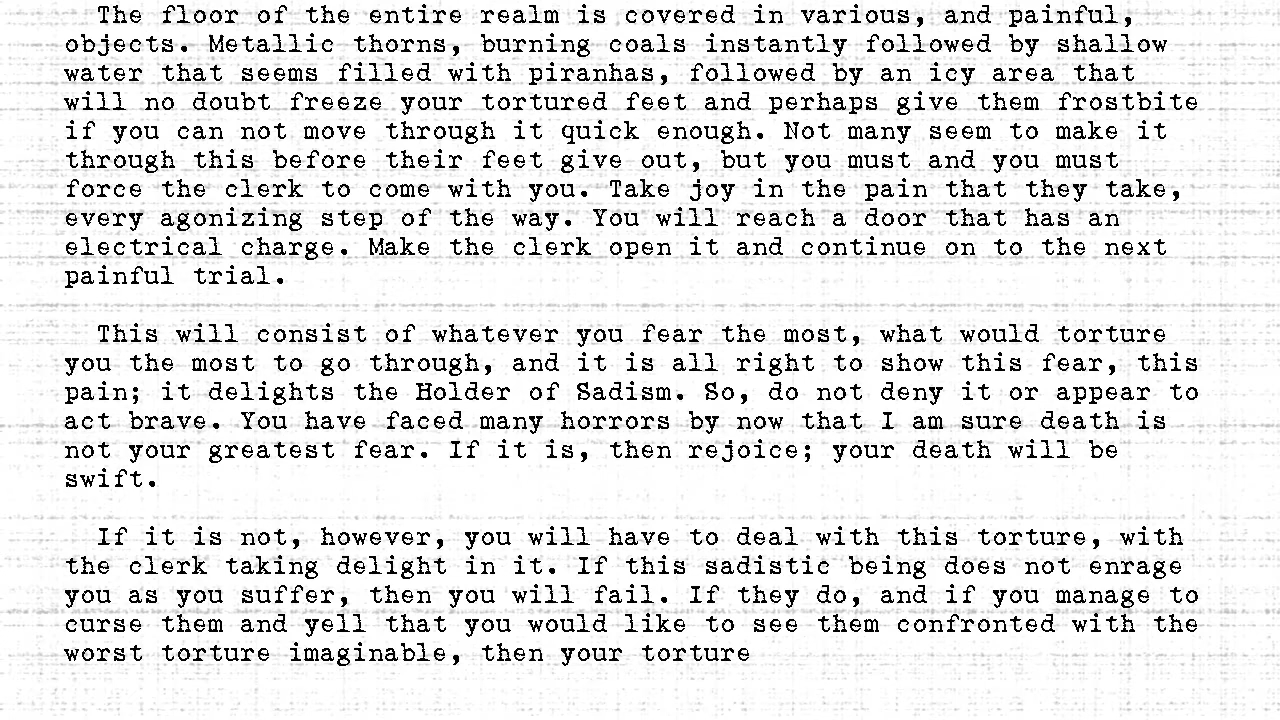 The floor of the entire realm is covered in various, and painful,
objects. Metallic thorns, burning coals instantly followed by shallow
water that seems filled with piranhas, followed by an icy area that
will no doubt freeze your tortured feet and perhaps give them frostbite
if you can not move through it quick enough. Not many seem to make it
through this before their feet give out, but you must and you must
force the clerk to come with you. Take joy in the pain that they take,
every agonizing step of the way. You will reach a door that has an
electrical charge. Make the clerk open it and continue on to the next
painful trial.
This will consist of whatever you fear the most, what would torture
you the most to go through, and it is all right to show this fear, this
pain; it delights the Holder of Sadism. So, do not deny it or appear to
act brave. You have faced many horrors by now that I am sure death is
not your greatest fear. If it is, then rejoice; your death will be
swift.
If it is not, however, you will have to deal with this torture, with
the clerk taking delight in it. If this sadistic being does not enrage
you as you suffer, then you will fail. If they do, and if you manage to
curse them and yell that you would like to see them confronted with the
worst torture imaginable, then your torture